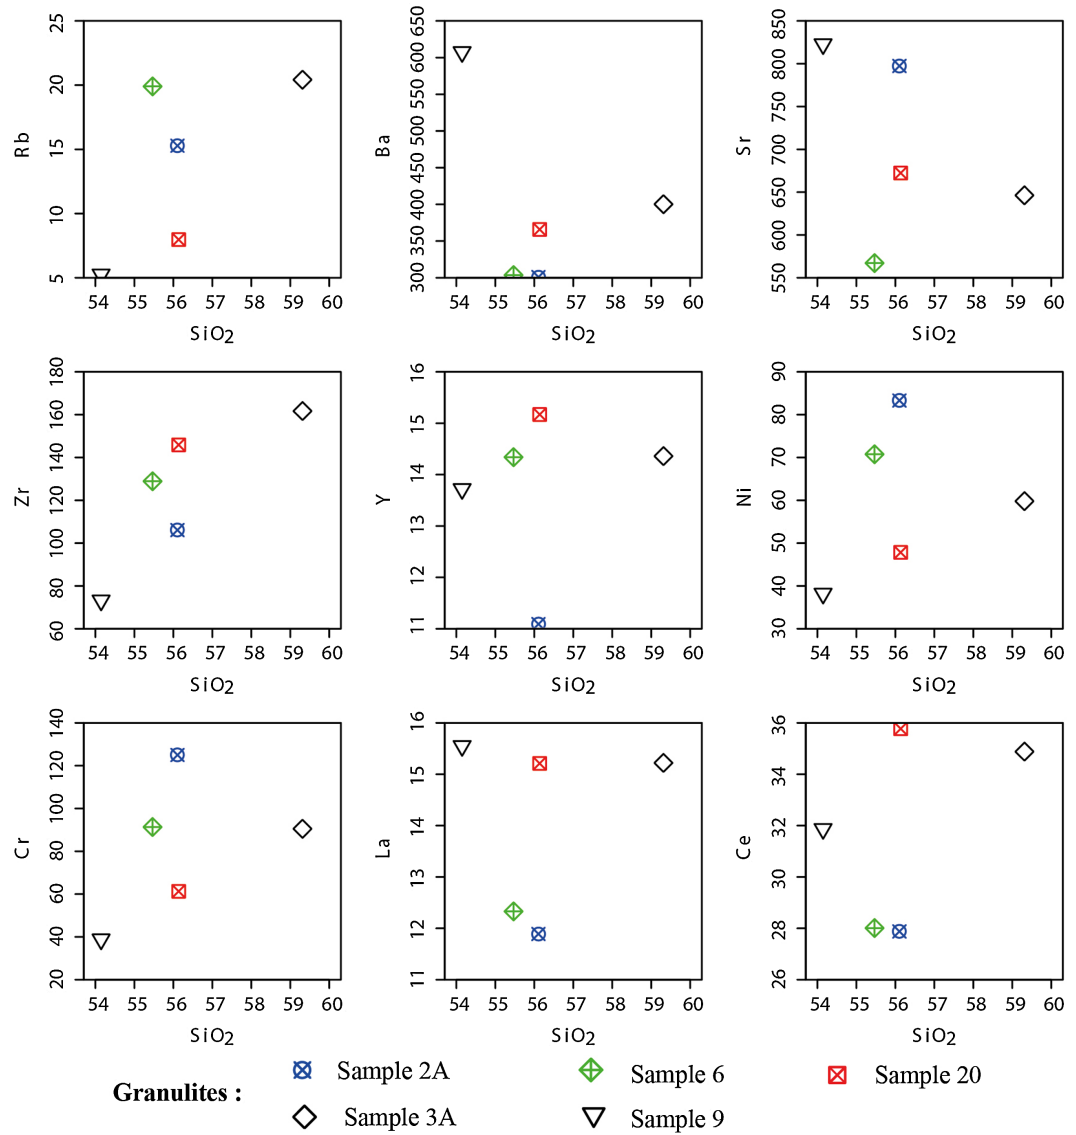 Rb
25
20
15
10
5
54 55 56 57 58 59 60
SiO2
Ba
650
600
550
500
450
400
350
300
54 55 56 57 58 59 60
SiO2
Sr
850
800
750
700
650
600
550
54 55 56 57 58 59 60
SiO2
Zr
180
160
140
120
100
80
60
54 55 56 57 58 59 60
SiO2
Y
16
15
14
13
12
11
54 55 56 57 58 59 60
SiO2
Ni
90
80
70
60
50
40
30
54 55 56 57 58 59 60
SiO2
Cr
140
120
100
80
60
40
20
54 55 56 57 58 59 60
SiO2
La
16
15
14
13
12
11
54 55 56 57 58 59 60
SiO2
Ce
36
34
32
30
28
26
54 55 56 57 58 59 60
SiO2
Granulites :
Sample 2A
Sample 6
Sample 20
Sample 3A
Sample 9